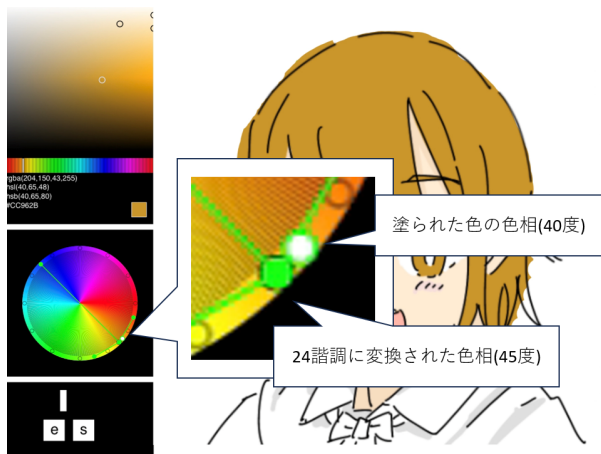 rgba(204,150,43,255)
hsl(40,65,48)
hsb(40,65,80)
#CC962B
塗られた色の色相(40度)
24階調に変換された色相(45度)
e s